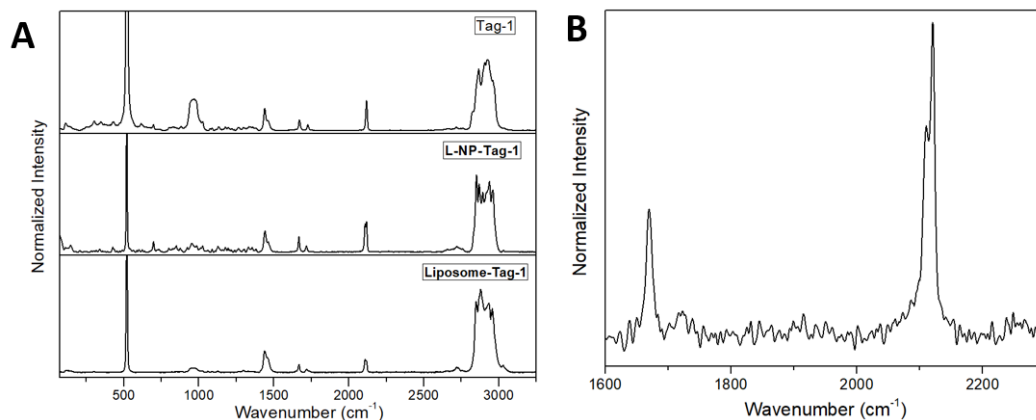 A
Tag-1
L-NP-Tag-1
Liposome-Tag-1
Normalized Intensity
500 1000 1500 2000 2500 3000
Wavenumber (cm⁻¹)
B
Normalized Intensity
1600 1800 2000 2200
Wavenumber (cm⁻¹)